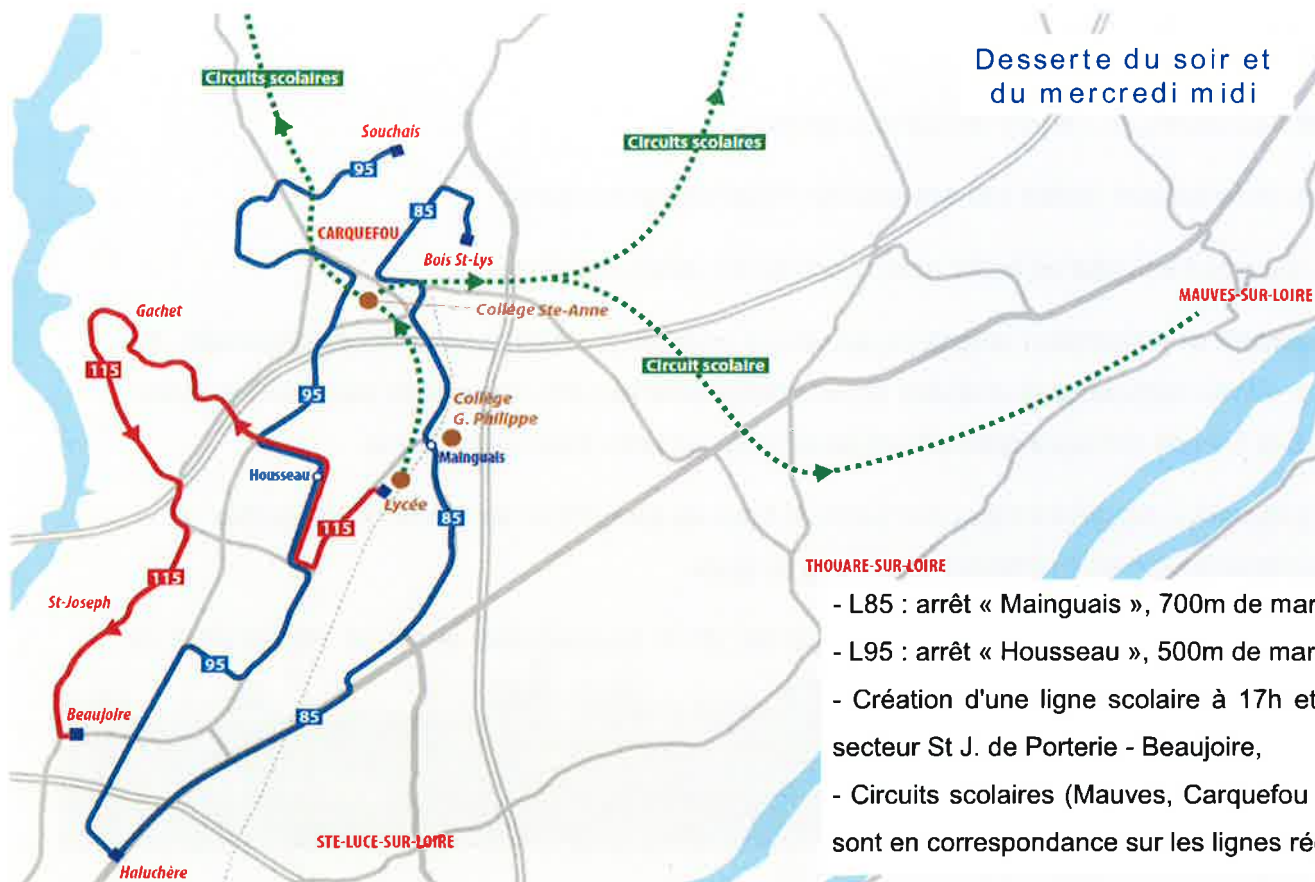 Desserte du soir et
du mercredi midi
Circuits scolaires
Circuits scolaires
Souchais
95
85
CARQUEFOU
Bois St-Lys
MAUVES-SUR-LOIRE
Collège Ste-Anne
Gachet
115
Circuit scolaire
95
Collège
G. Philippe
Mainguais
Housseau
Lycée
115
85
THOUARE-SUR-LOIRE
115
St-Joseph
95
85
Beaujoire
STE-LUCE-SUR-LOIRE
Haluchère
- L85 : arrêt « Mainguais », 700m de mar
- L95 : arrêt « Housseau », 500m de mar
- Création d'une ligne scolaire à 17h et
secteur St J. de Porterie - Beaujoire,
- Circuits scolaires (Mauves, Carquefou
sont en correspondance sur les lignes ré